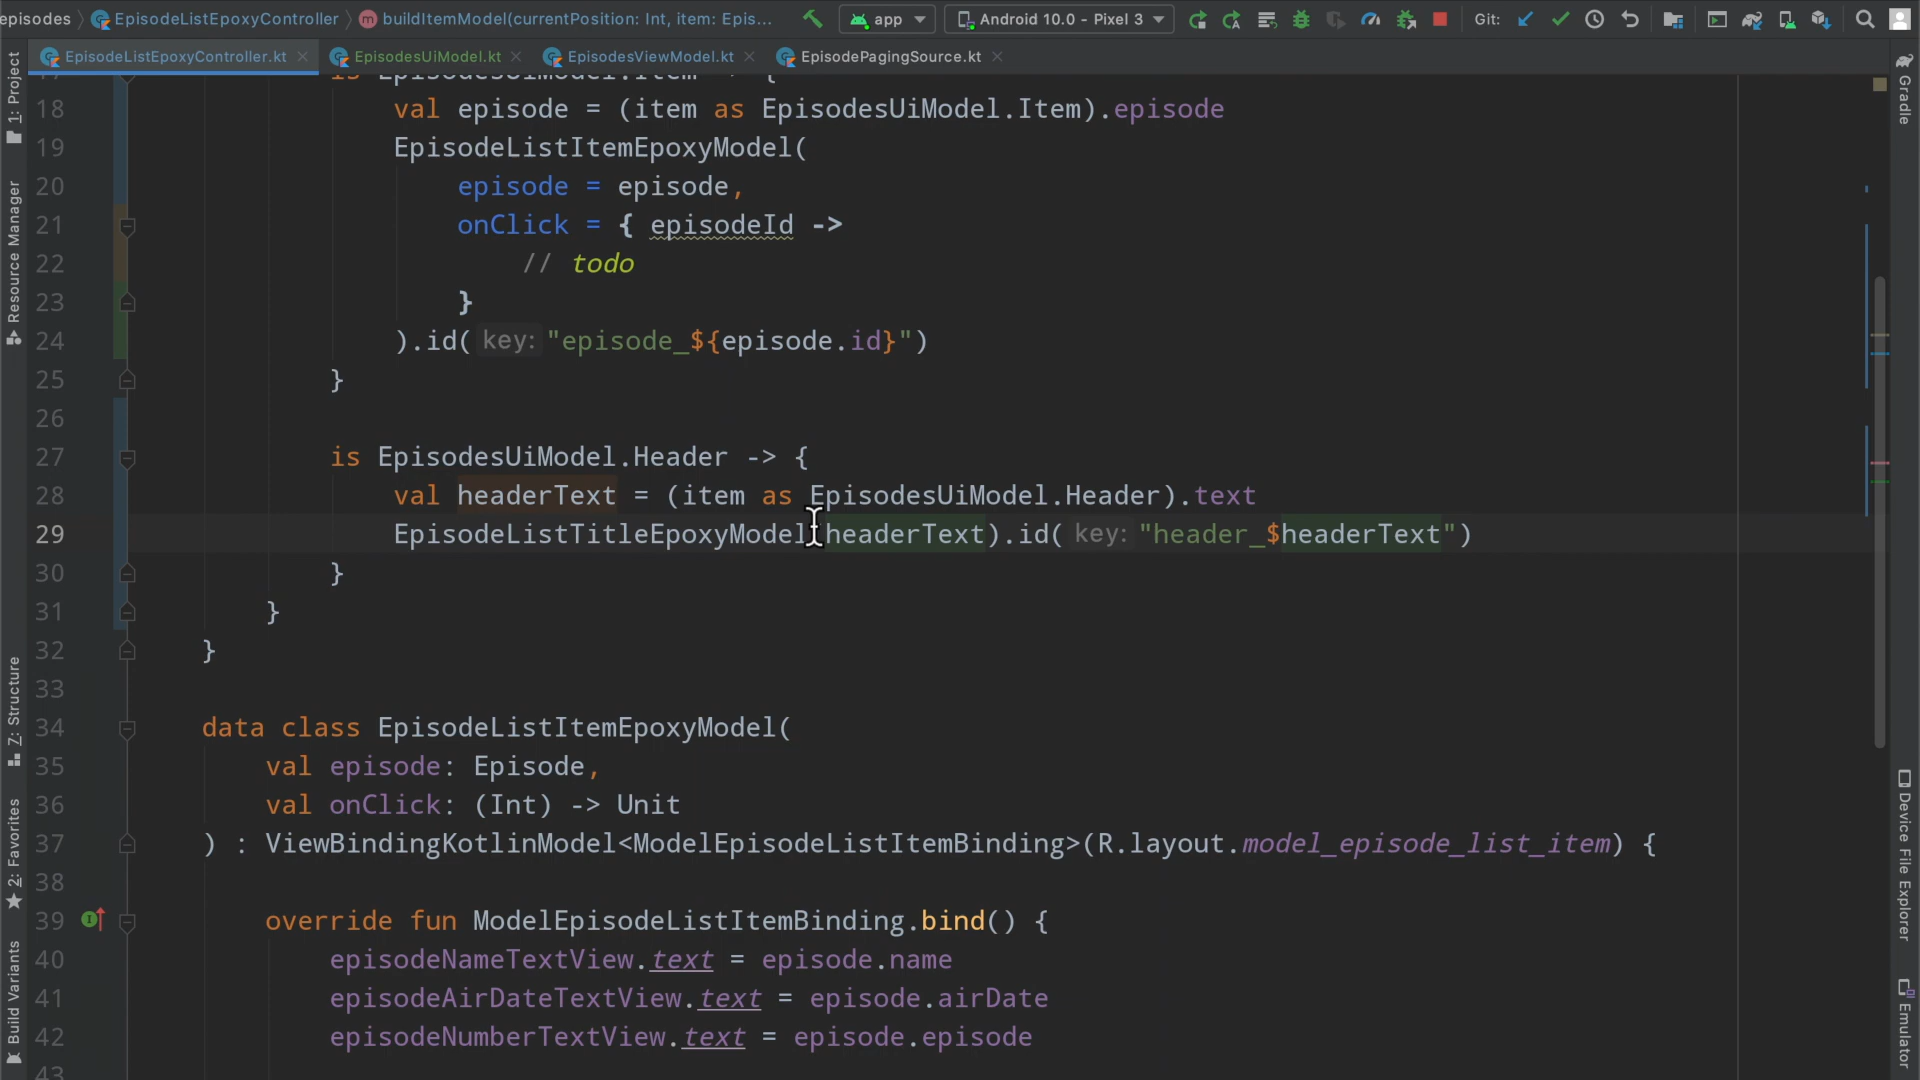 episodes EpisodeListEpoxyController buildItemModel(currentPosition: Int, item: Epis... app Android 10.0 - Pixel 3 Git:
EpisodeListEpoxyController.kt EpisodesUiModel.kt EpisodesViewModel.kt EpisodePagingSource.kt
1: Project
Resource Manager
Z: Structure
2: Favorites
Build Variants
Gradle
Device File Explorer
Emulator
17 is EpisodesUiModel.Item -> {
18 val episode = (item as EpisodesUiModel.Item).episode
19 EpisodeListItemEpoxyModel(
20 episode = episode,
21 onClick = { episodeId ->
22 // todo
23 }
24 ).id( key: "episode_${episode.id}")
25 }
26
27 is EpisodesUiModel.Header -> {
28 val headerText = (item as EpisodesUiModel.Header).text
29 EpisodeListTitleEpoxyModel(headerText).id( key: "header_$headerText")
30 }
31 }
32 }
33
34 data class EpisodeListItemEpoxyModel(
35 val episode: Episode,
36 val onClick: (Int) -> Unit
37 ) : ViewBindingKotlinModel<ModelEpisodeListItemBinding>(R.layout.model_episode_list_item) {
38
39 override fun ModelEpisodeListItemBinding.bind() {
40 episodeNameTextView.text = episode.name
41 episodeAirDateTextView.text = episode.airDate
42 episodeNumberTextView.text = episode.episode
43